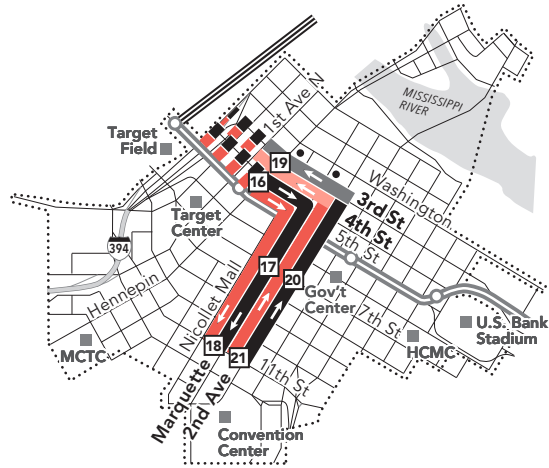 MISSISSIPPI
RIVER
1st Ave N
Target
Field
19
16
Washington
3rd St
4th St
5th St
Target
Center
394
Hennepin
Nicollet Mall
17
20
Gov't
Center
7th St
U.S. Bank
Stadium
HCMC
MCTC
18
21
11th St
Marquette
2nd Ave
Convention
Center